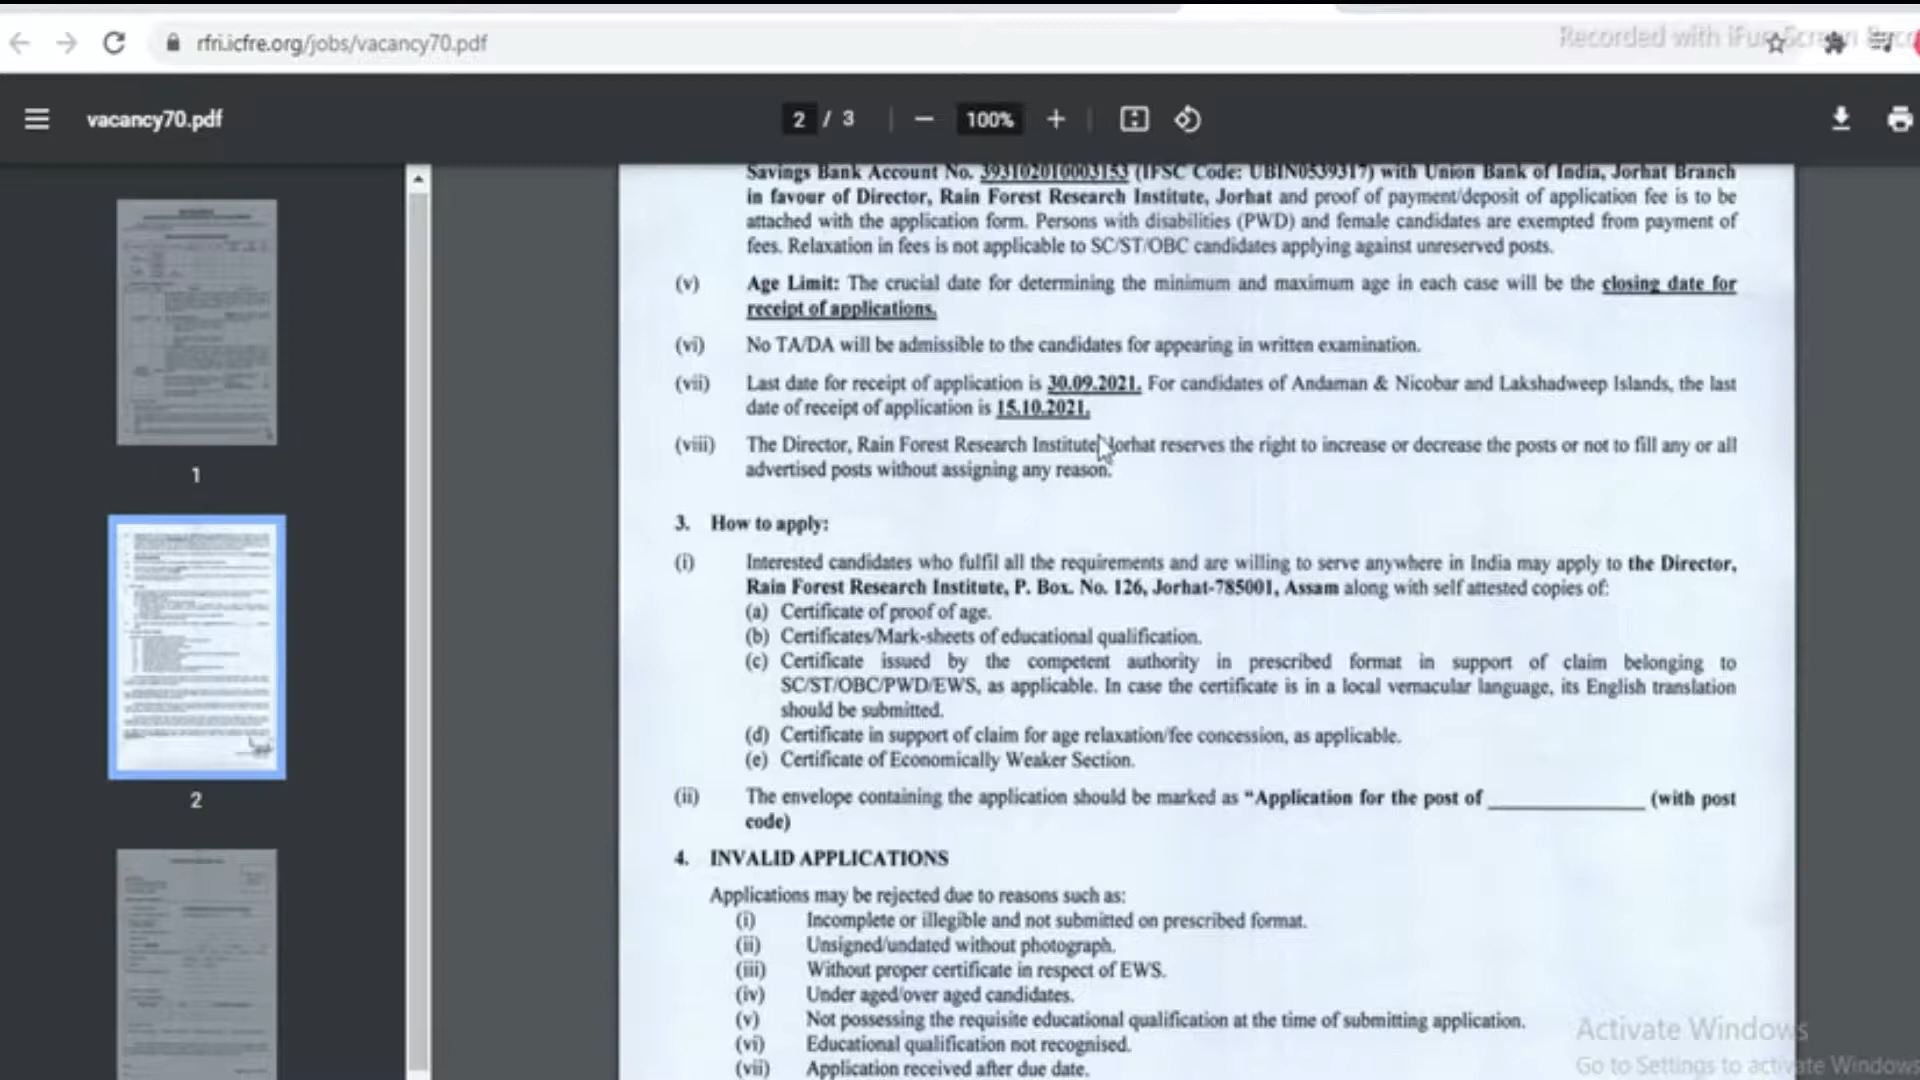 rfri.icfre.org/jobs/vacancy70.pdf
Recorded with iFun Screen
vacancy70.pdf
2 / 3
100%
Savings Bank Account No. 393102010003153 (IFSC Code: UBIN0539317) with Union Bank of India, Jorhat Branch
in favour of Director, Rain Forest Research Institute, Jorhat and proof of payment/deposit of application fee is to be
attached with the application form. Persons with disabilities (PWD) and female candidates are exempted from payment of
fees. Relaxation in fees is not applicable to SC/ST/OBC candidates applying against unreserved posts.
(v) Age Limit: The crucial date for determining the minimum and maximum age in each case will be the closing date for
receipt of applications.
(vi) No TA/DA will be admissible to the candidates for appearing in written examination.
(vii) Last date for receipt of application is 30.09.2021. For candidates of Andaman & Nicobar and Lakshadweep Islands, the last
date of receipt of application is 15.10.2021.
(viii) The Director, Rain Forest Research Institute Jorhat reserves the right to increase or decrease the posts or not to fill any or all
advertised posts without assigning any reason.
3. How to apply:
(i) Interested candidates who fulfil all the requirements and are willing to serve anywhere in India may apply to the Director,
Rain Forest Research Institute, P. Box. No. 126, Jorhat-785001, Assam along with self attested copies of:
(a) Certificate of proof of age.
(b) Certificates/Mark-sheets of educational qualification.
(c) Certificate issued by the competent authority in prescribed format in support of claim belonging to
SC/ST/OBC/PWD/EWS, as applicable. In case the certificate is in a local vernacular language, its English translation
should be submitted.
(d) Certificate in support of claim for age relaxation/fee concession, as applicable.
(e) Certificate of Economically Weaker Section.
(ii) The envelope containing the application should be marked as “Application for the post of ______________ (with post
code)
4. INVALID APPLICATIONS
Applications may be rejected due to reasons such as:
(i) Incomplete or illegible and not submitted on prescribed format.
(ii) Unsigned/undated without photograph.
(iii) Without proper certificate in respect of EWS.
(iv) Under aged/over aged candidates.
(v) Not possessing the requisite educational qualification at the time of submitting application.
(vi) Educational qualification not recognised.
(vii) Application received after due date.
1
2
Activate Windows
Go to Settings to activate Windows